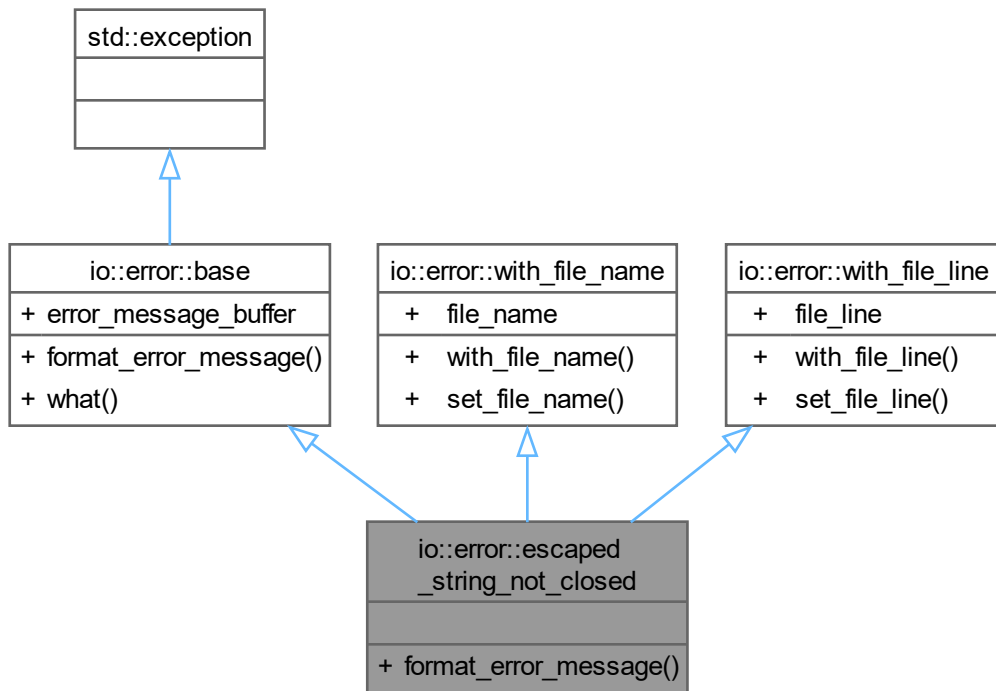 std::exception
io::error::base
+ error_message_buffer
+ format_error_message()
+ what()
io::error::with_file_name
+ file_name
+ with_file_name()
+ set_file_name()
io::error::with_file_line
+ file_line
+ with_file_line()
+ set_file_line()
io::error::escaped
_string_not_closed
+ format_error_message()